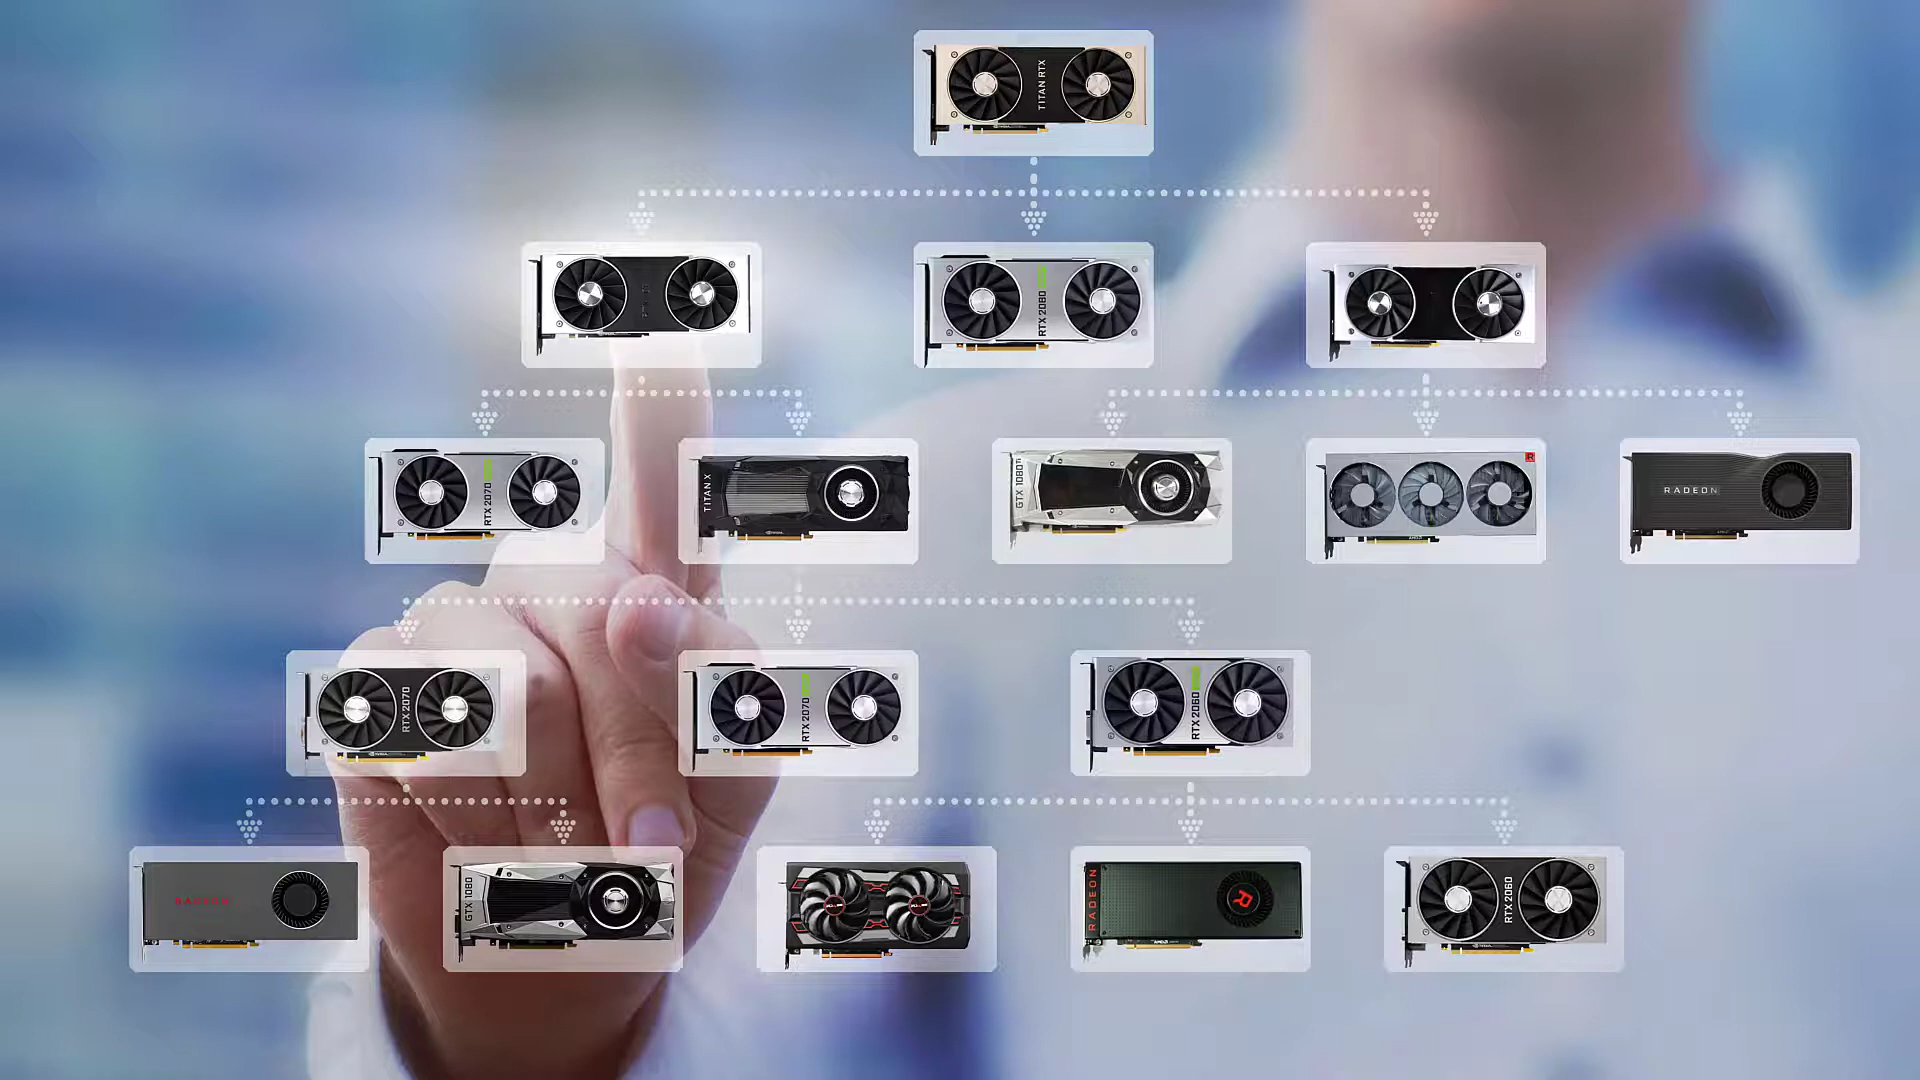 TITAN RTX
RTX 2080
RTX 2070
TITAN X
GTX 1080Ti
R
RADEON
RTX 2070
RTX 2070
RTX 2060
RADEON
GTX 1080
RADEON
R
RTX 2060